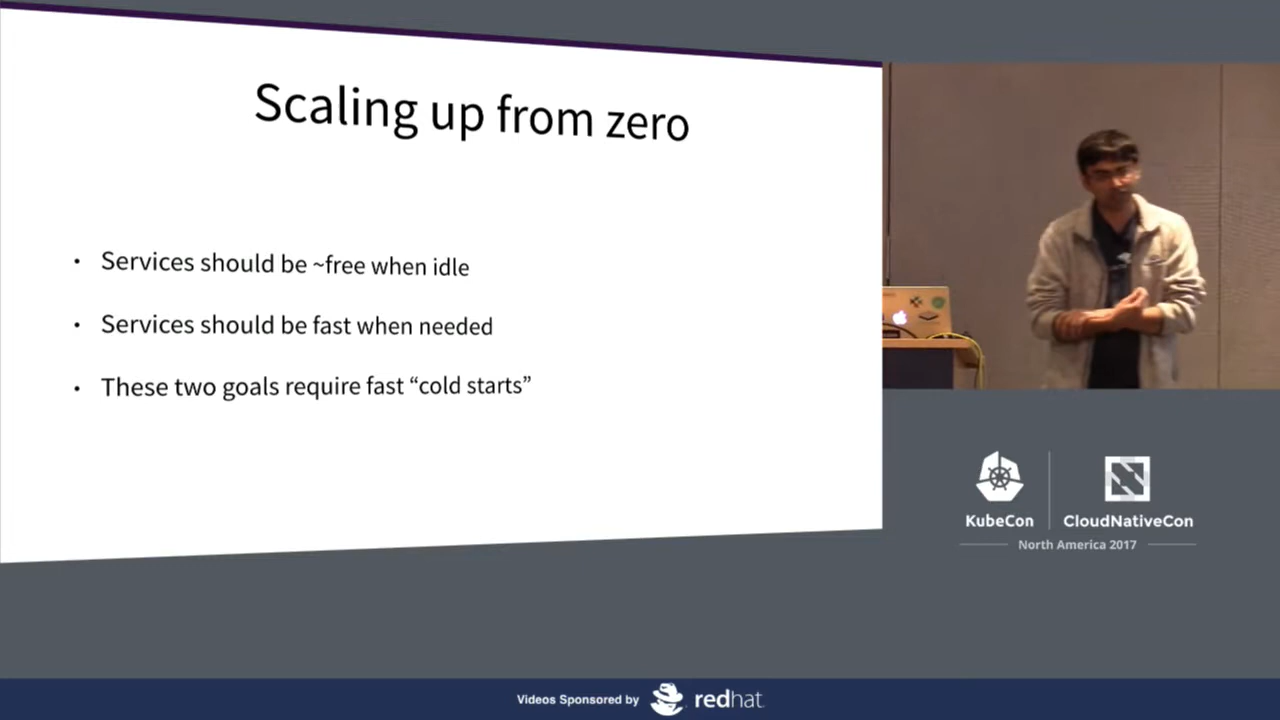 Scaling up from zero
• Services should be ~free when idle
• Services should be fast when needed
• These two goals require fast “cold starts”
KubeCon
CloudNativeCon
North America 2017
Videos Sponsored by redhat